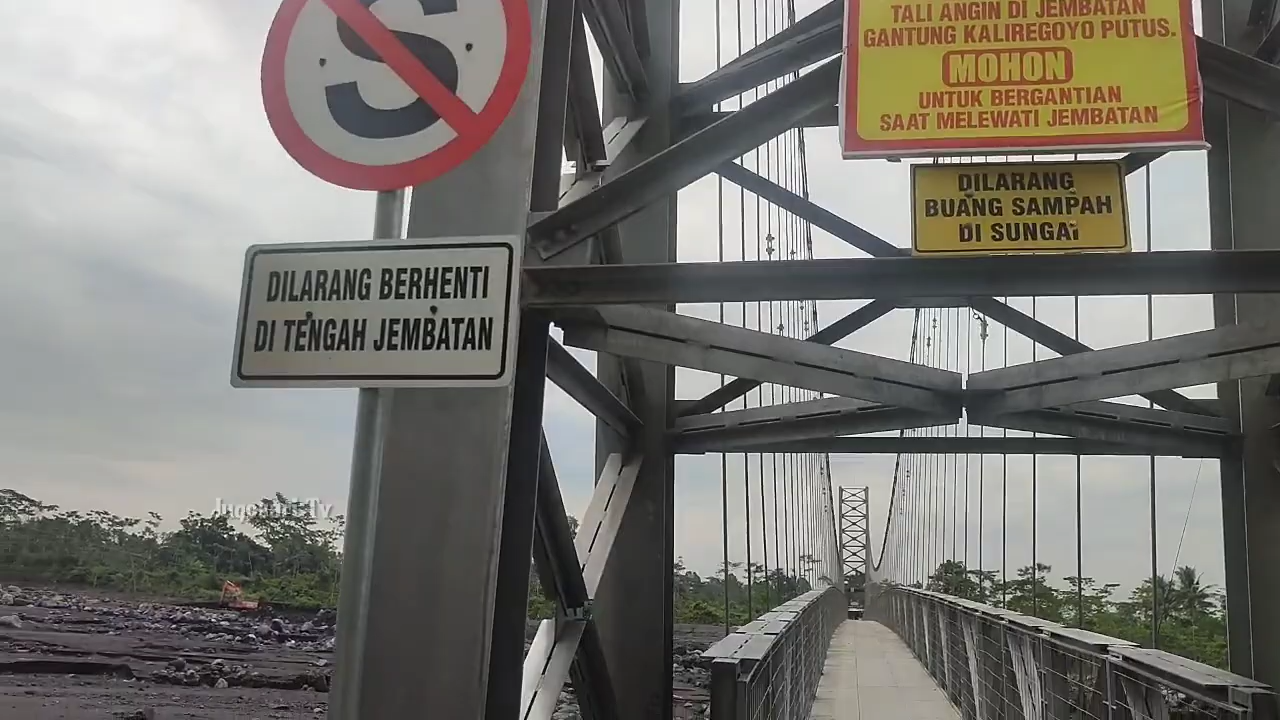 S
DILARANG BERHENTI
DI TENGAH JEMBATAN
TALI ANGIN DI JEMBATAN
GANTUNG KALIREGOYO PUTUS.
MOHON
UNTUK BERGANTIAN
SAAT MELEWATI JEMBATAN
DILARANG
BUANG SAMPAH
DI SUNGAI